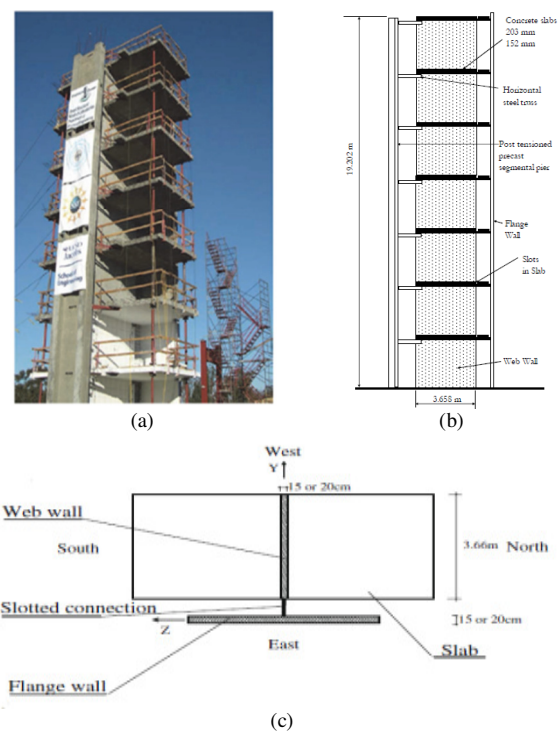 Concrete slabs
203 mm
152 mm
Horizontal
steel truss
Post tensioned
precast
segmental pier
19.202 m
Flange
Wall
Slots
in Slab
Web Wall
3.658 m
(a)
(b)
West
Y
15 or 20cm
Web wall
South
3.66m North
Slotted connection
Z
15 or 20cm
East
Slab
Flange wall
(c)